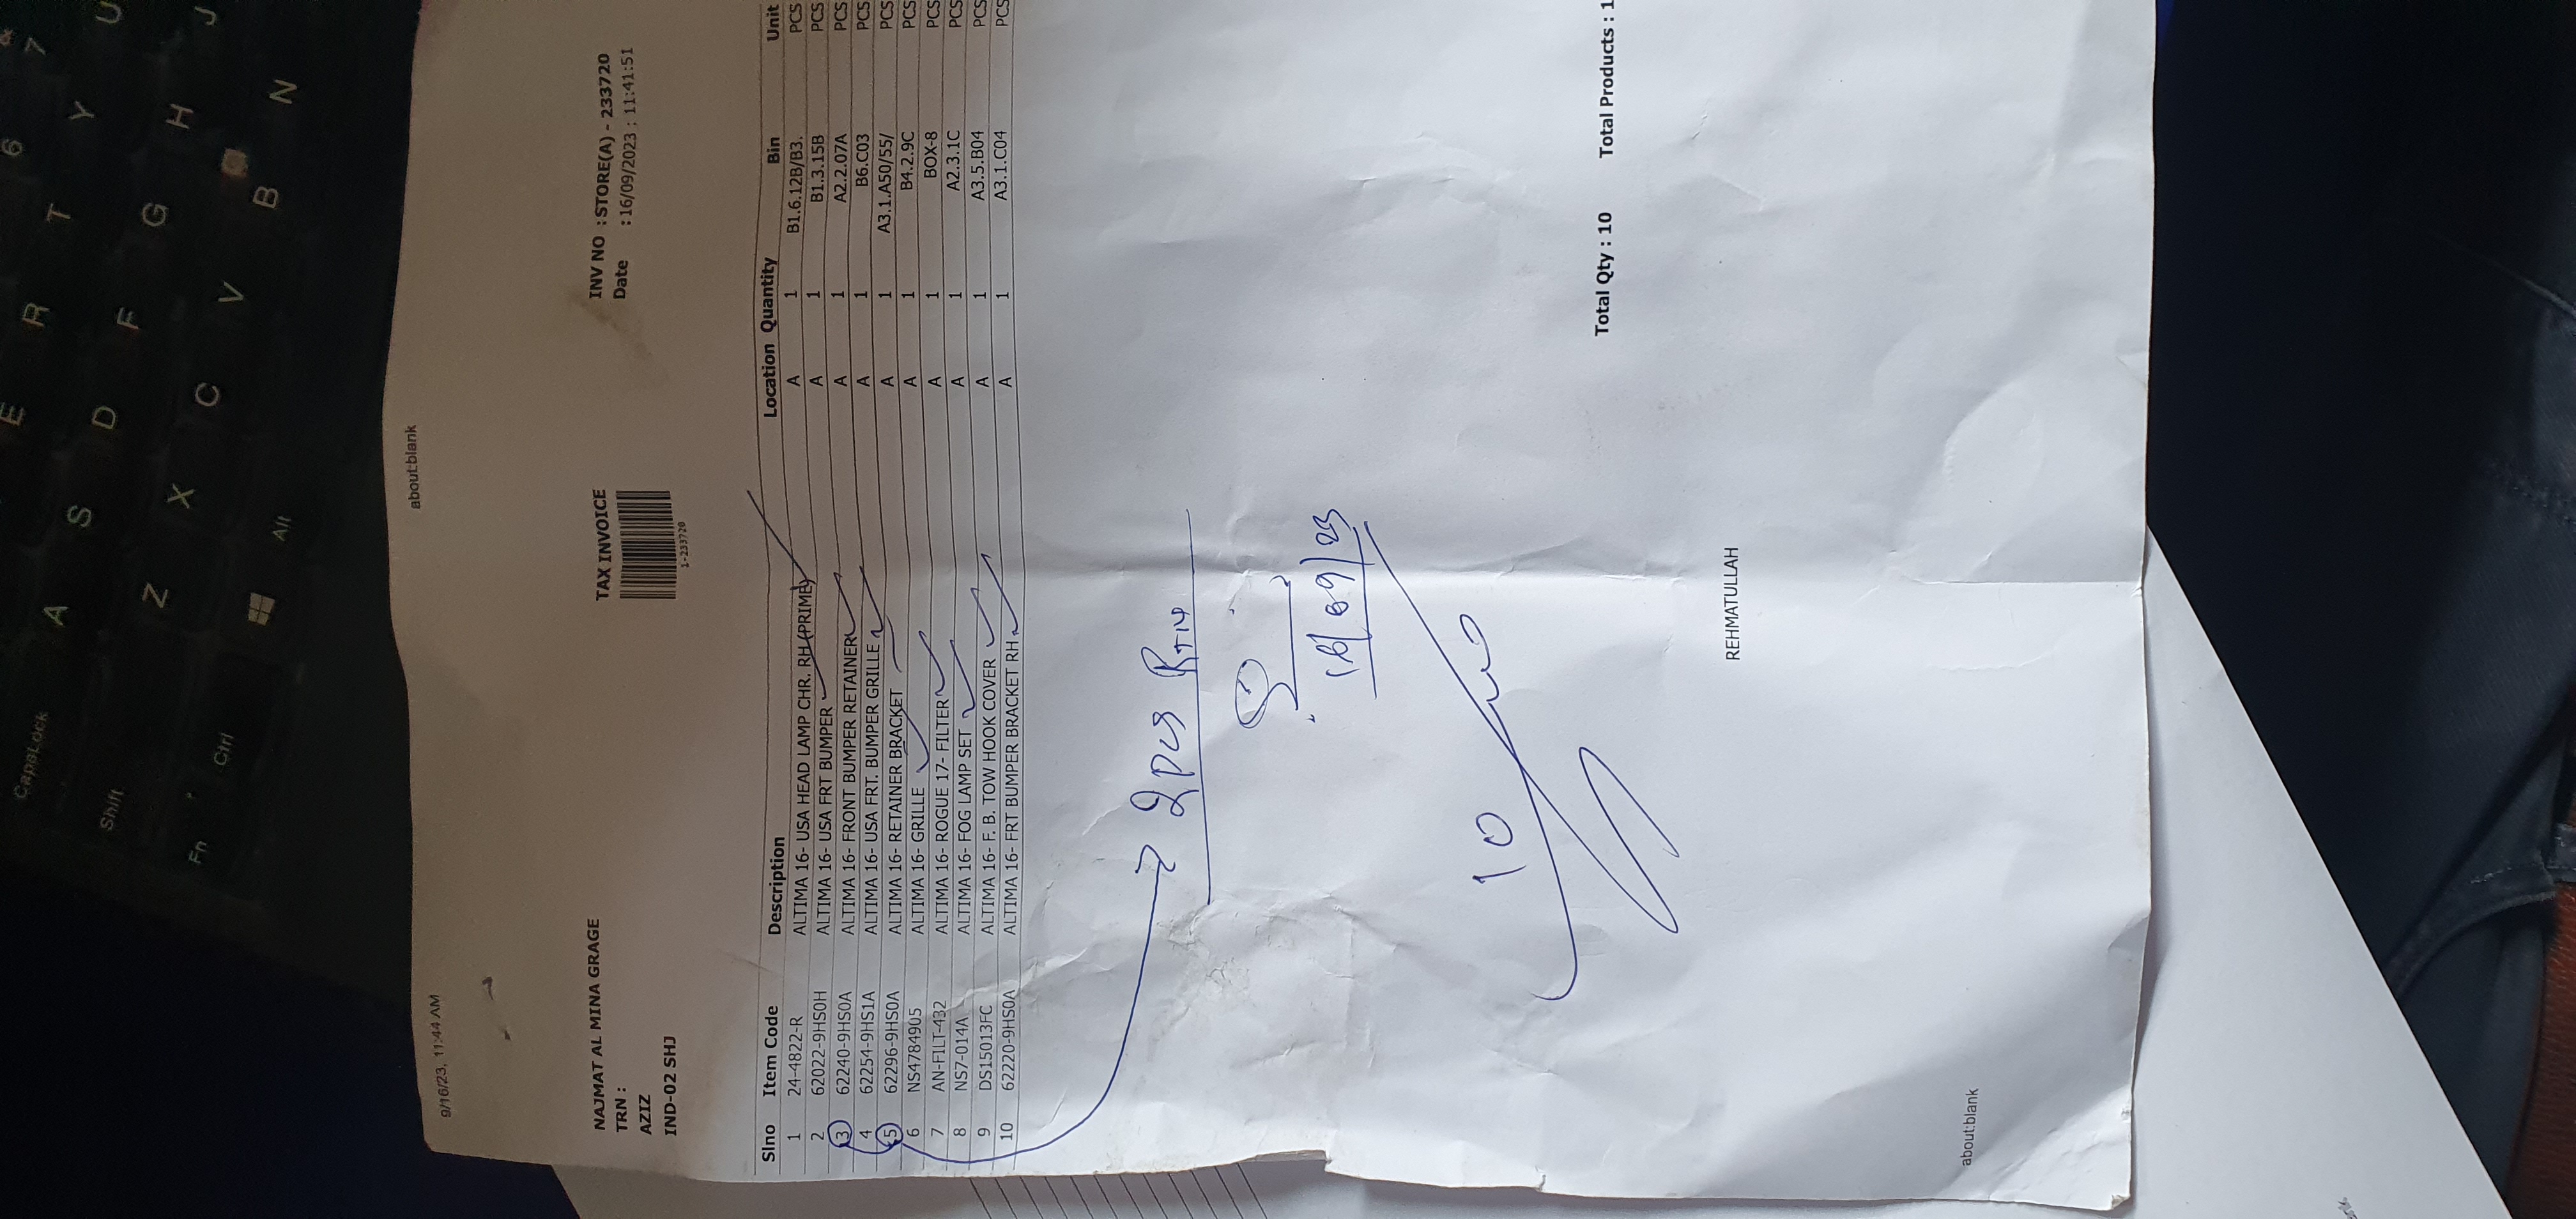 9/16/23, 11:44 AM about:blank
TAX INVOICE
NAJMAT AL MINA GRAGE INV NO : STORE(A) - 233720
TRN : Date : 16/09/2023 ; 11:41:51
AZIZ
IND-02 SHJ
1-233720
Slno Item Code Description Location Quantity Bin Unit
1 24-4822-R ALTIMA 16- USA HEAD LAMP CHR. RH (PRIME) A 1 B1.6.12B/B3. PCS
2 62022-9HS0H ALTIMA 16- USA FRT BUMPER A 1 B1.3.15B PCS
3 62240-9HS0A ALTIMA 16- FRONT BUMPER RETAINER A 1 A2.2.07A PCS
4 62254-9HS1A ALTIMA 16- USA FRT. BUMPER GRILLE A 1 B6.C03 PCS
5 62296-9HS0A ALTIMA 16- RETAINER BRACKET A 1 A3.1.A50/55/ PCS
6 NS4784905 ALTIMA 16- GRILLE A 1 B4.2.9C PCS
7 AN-FILT-432 ALTIMA 16- ROGUE 17- FILTER A 1 BOX-8 PCS
8 NS7-014A ALTIMA 16- FOG LAMP SET A 1 A2.3.1C PCS
9 DS15013FC ALTIMA 16- F. B. TOW HOOK COVER A 1 A3.5.B04 PCS
10 62220-9HS0A ALTIMA 16- FRT BUMPER BRACKET RH A 1 A3.1.C04 PCS
2 PCS
10
Total Qty : 10 Total Products : 1
REHMATULLAH
about:blank
& 7 U
6 Y J
T H N
R G B
E F V
D C
S X Alt
A Z
CapsLock
Shift Ctrl
Fn